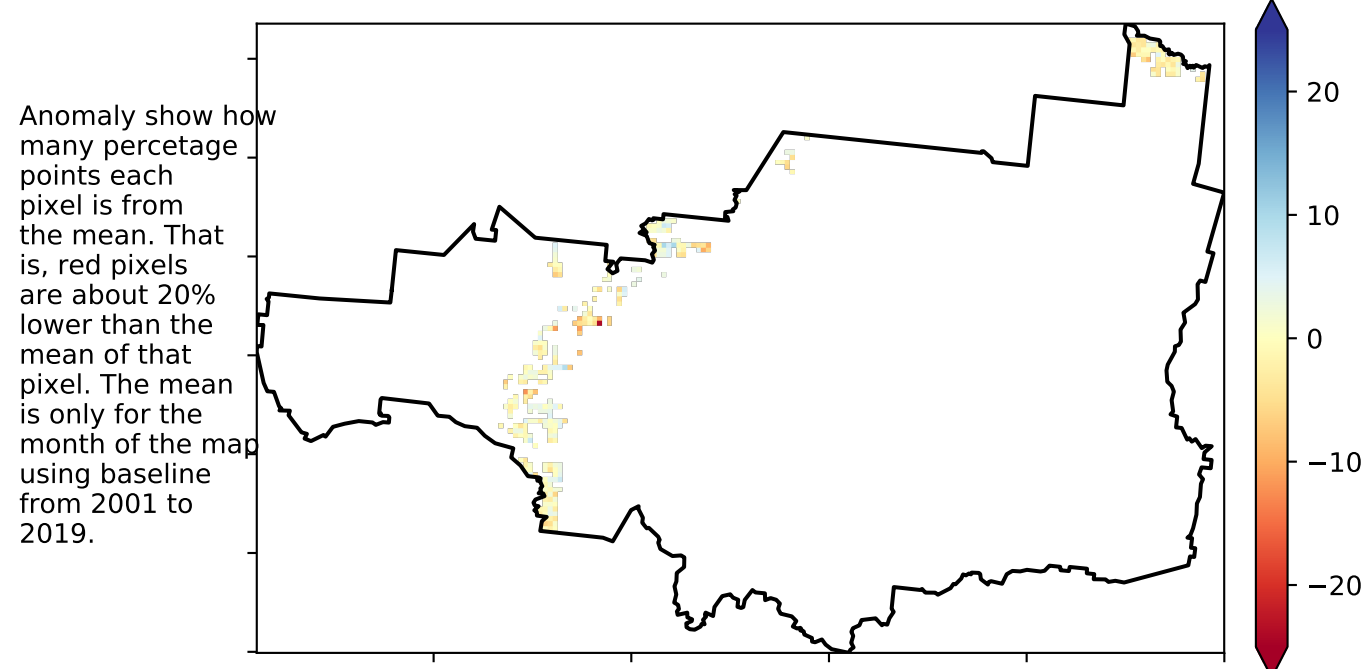 Anomaly show how
many percetage
points each
pixel is from
the mean. That
is, red pixels
are about 20%
lower than the
mean of that
pixel. The mean
is only for the
month of the map
using baseline
from 2001 to
2019.
20
10
0
−10
−20